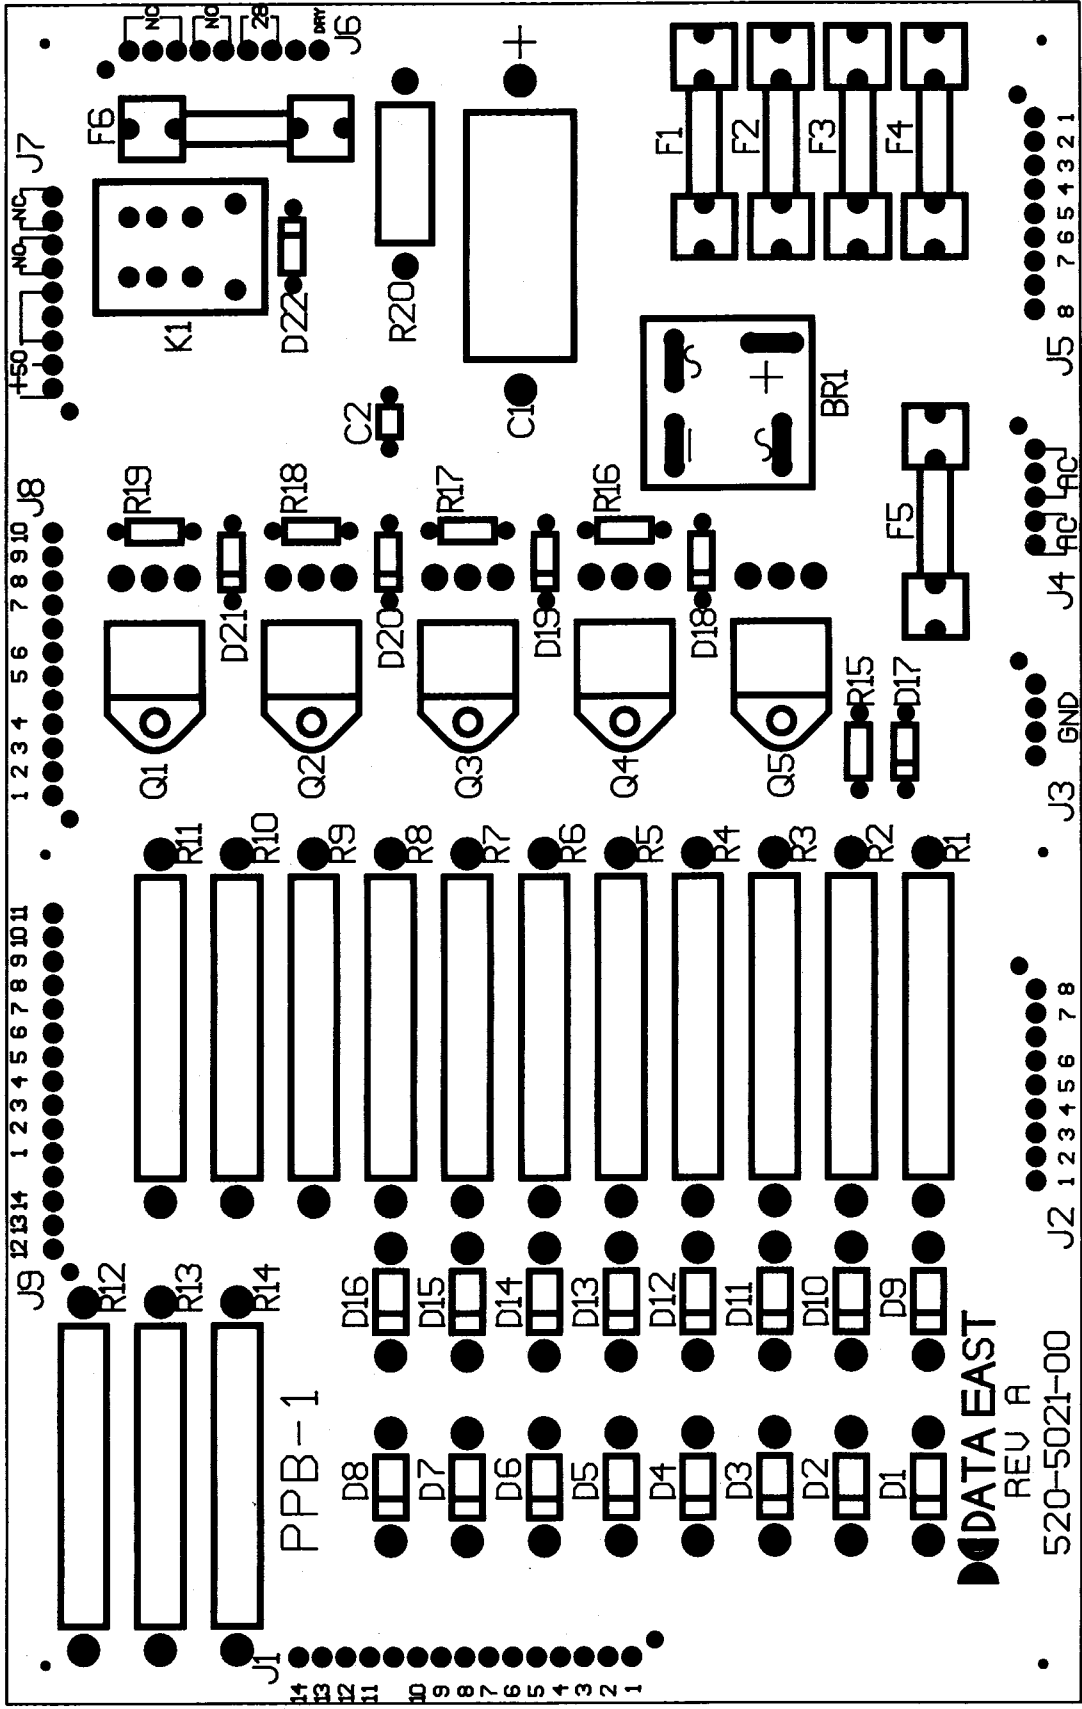 NC
NO
28
DRY
J6
F6
J7
NC
NO
+50
K1
D22
R20
C2
C1
+
F1
F2
F3
F4
1
2
3
4
5
6
7
8
J5
BR1
+
F5
AC
AC
J4
J8
10
9
8
7
6
5
4
3
2
1
R19
R18
R17
R16
D21
D20
D19
D18
Q1
Q2
Q3
Q4
Q5
R15
D17
GND
J3
R11
R10
R9
R8
R7
R6
R5
R4
R3
R2
R1
11
10
9
8
7
6
5
4
3
2
1
14
13
12
J9
8
7
6
5
4
3
2
1
J2
R12
R13
R14
D16
D15
D14
D13
D12
D11
D10
D9
PPB-1
D8
D7
D6
D5
D4
D3
D2
D1
DATA EAST
REV A
520-5021-00
J1
14
13
12
11
10
9
8
7
6
5
4
3
2
1